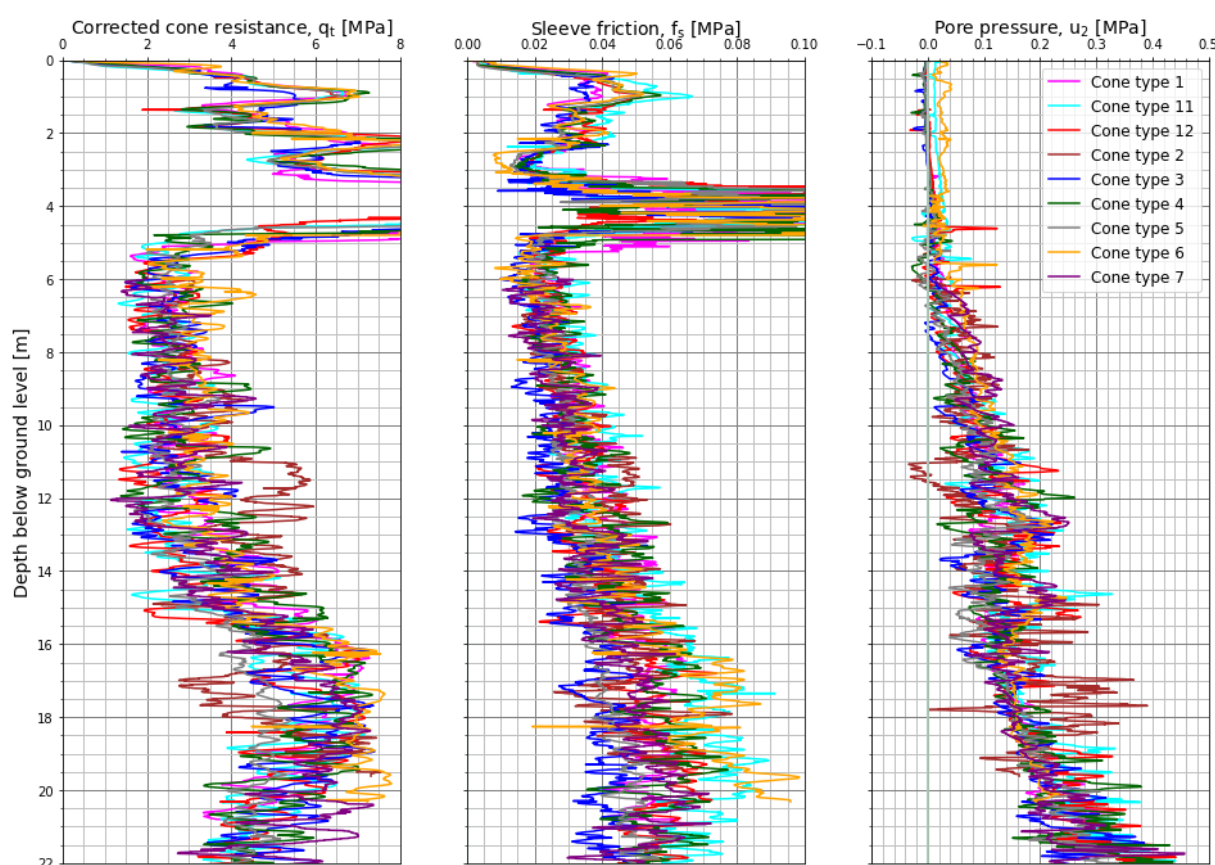 Corrected cone resistance, qt [MPa]
0 2 4 6 8
Sleeve friction, fs [MPa]
0.00 0.02 0.04 0.06 0.08 0.10
Pore pressure, u2 [MPa]
−0.1 0.0 0.1 0.2 0.3 0.4 0.5
Depth below ground level [m]
0
2
4
6
8
10
12
14
16
18
20
22
Cone type 1
Cone type 11
Cone type 12
Cone type 2
Cone type 3
Cone type 4
Cone type 5
Cone type 6
Cone type 7